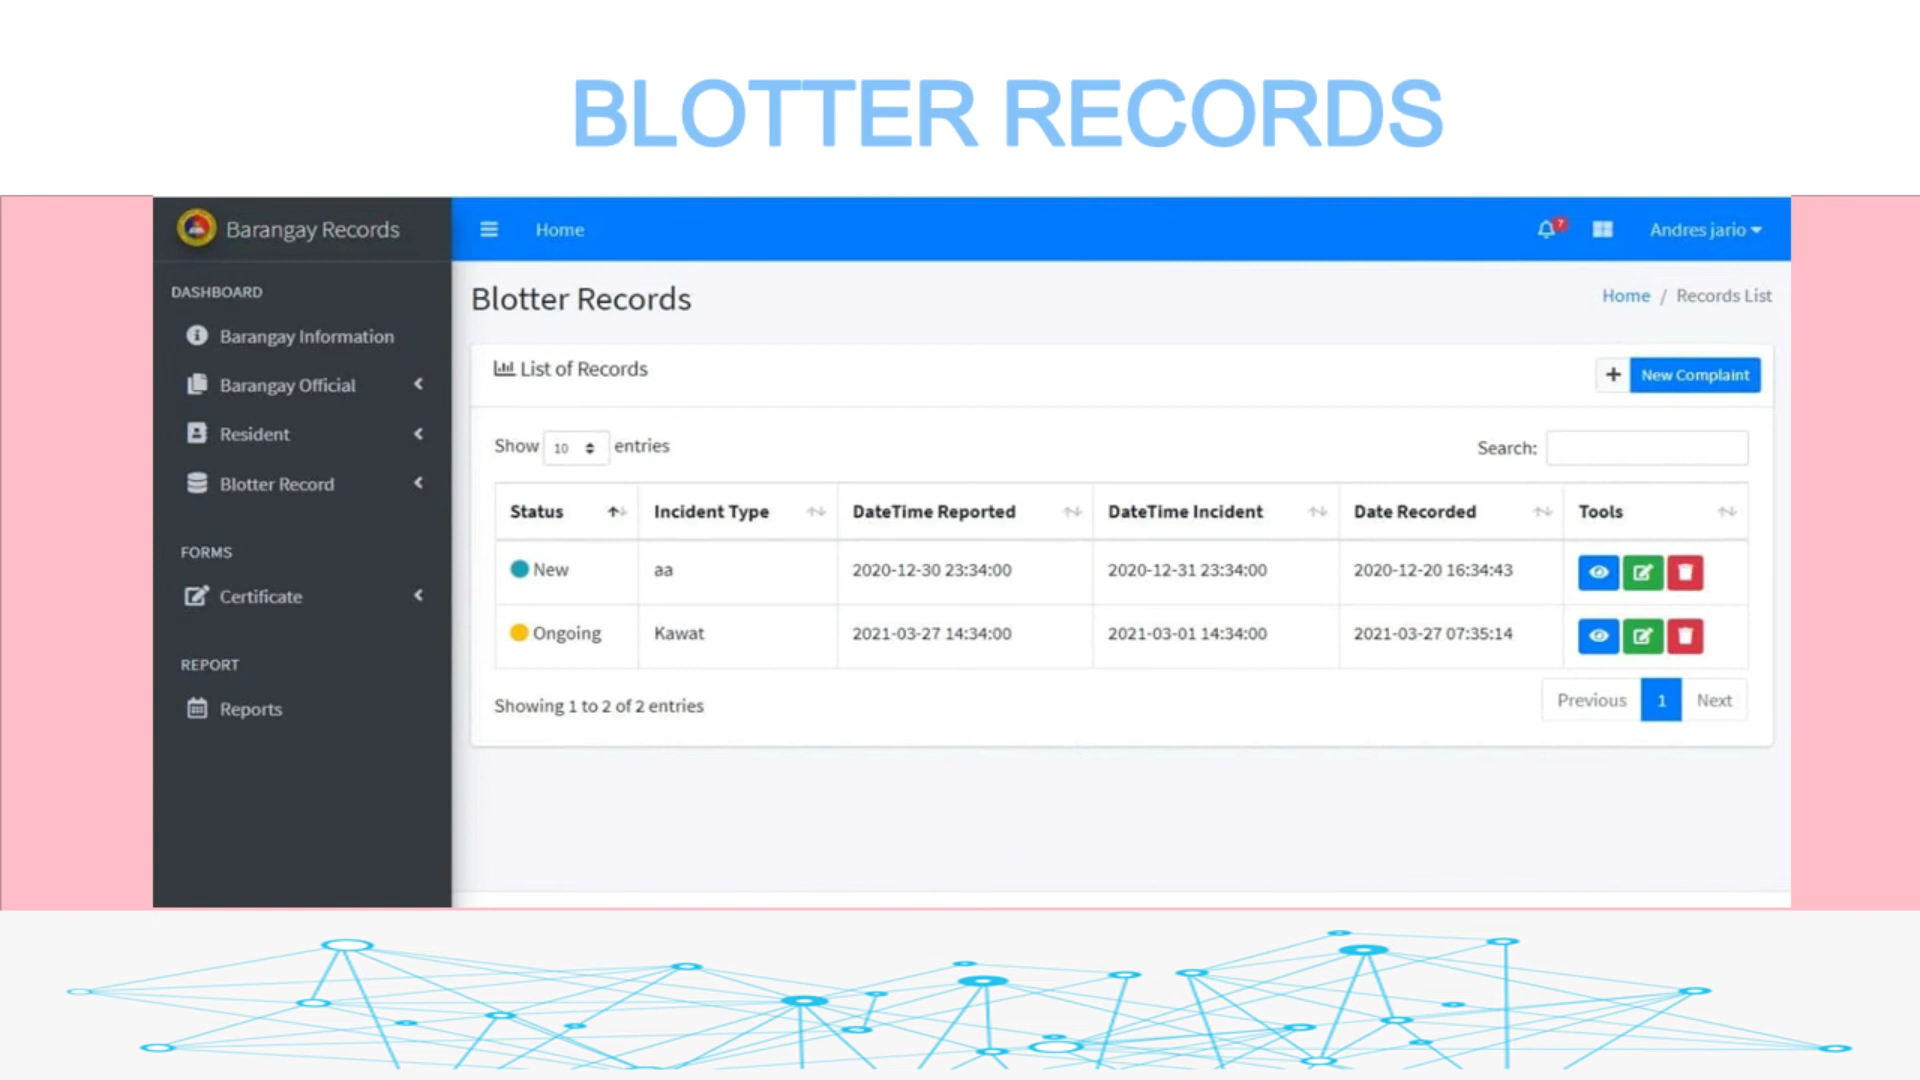 BLOTTER RECORDS
Barangay Records
Home
7
Andres jario
DASHBOARD
Barangay Information
Barangay Official
Resident
Blotter Record
FORMS
Certificate
REPORT
Reports
Blotter Records
Home / Records List
List of Records
+ New Complaint
Show 10 entries
Search:
Status Incident Type DateTime Reported DateTime Incident Date Recorded Tools
New aa 2020-12-30 23:34:00 2020-12-31 23:34:00 2020-12-20 16:34:43
Ongoing Kawat 2021-03-27 14:34:00 2021-03-01 14:34:00 2021-03-27 07:35:14
Showing 1 to 2 of 2 entries
Previous 1 Next